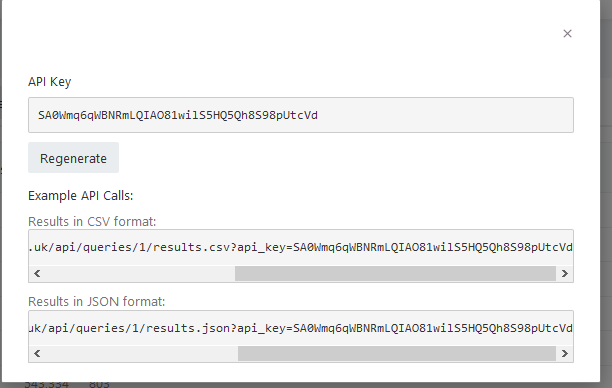 ×
API Key
SA0Wmq6qWBNRmLQIAO81wilS5HQ5Qh8S98pUtcVd
Regenerate
Example API Calls:
Results in CSV format:
.uk/api/queries/1/results.csv?api_key=SA0Wmq6qWBNRmLQIAO81wilS5HQ5Qh8S98pUtcVd
Results in JSON format:
uk/api/queries/1/results.json?api_key=SA0Wmq6qWBNRmLQIAO81wilS5HQ5Qh8S98pUtcVd